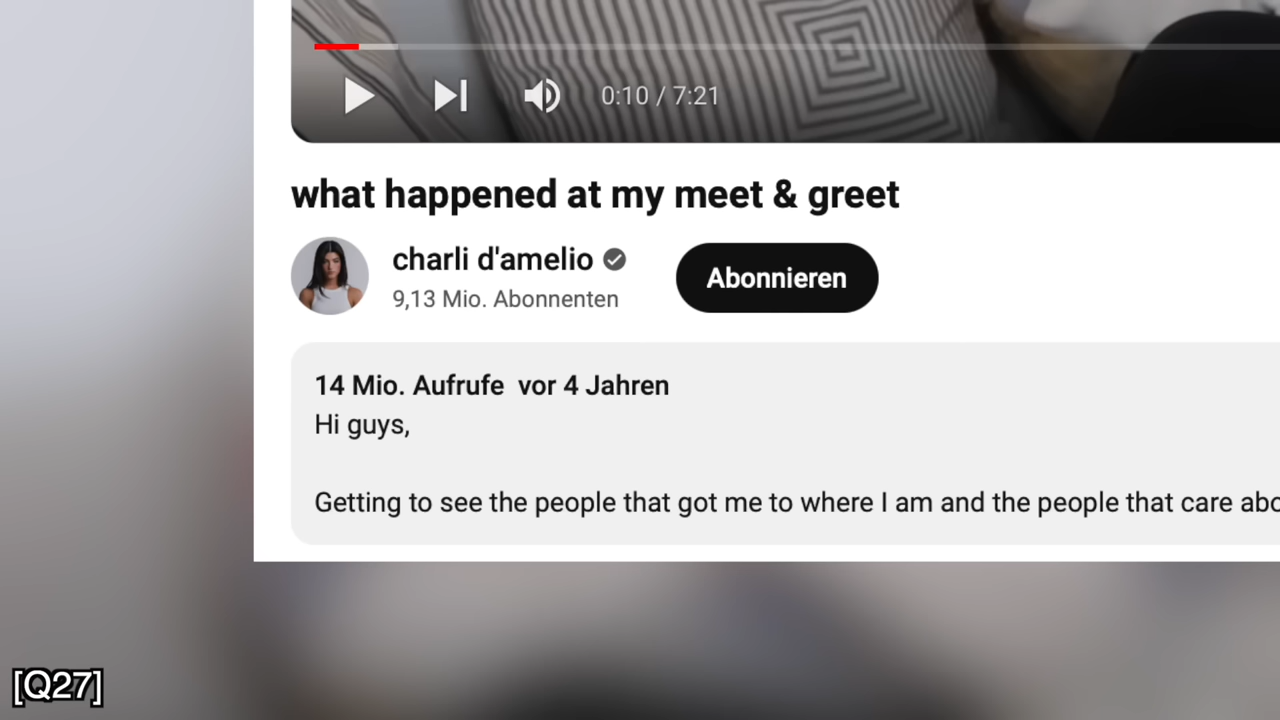 0:10 / 7:21
what happened at my meet & greet
charli d'amelio
9,13 Mio. Abonnenten
Abonnieren
14 Mio. Aufrufe vor 4 Jahren
Hi guys,
Getting to see the people that got me to where I am and the people that care abo
[Q27]